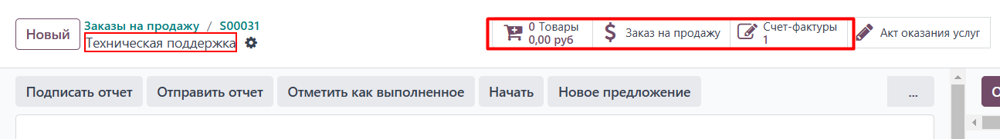 Новый
Заказы на продажу / S00031
Техническая поддержка
0 Товары
0,00 руб
Заказ на продажу
Счет-фактуры
1
Акт оказания услуг
Подписать отчет
Отправить отчет
Отметить как выполненное
Начать
Новое предложение
...